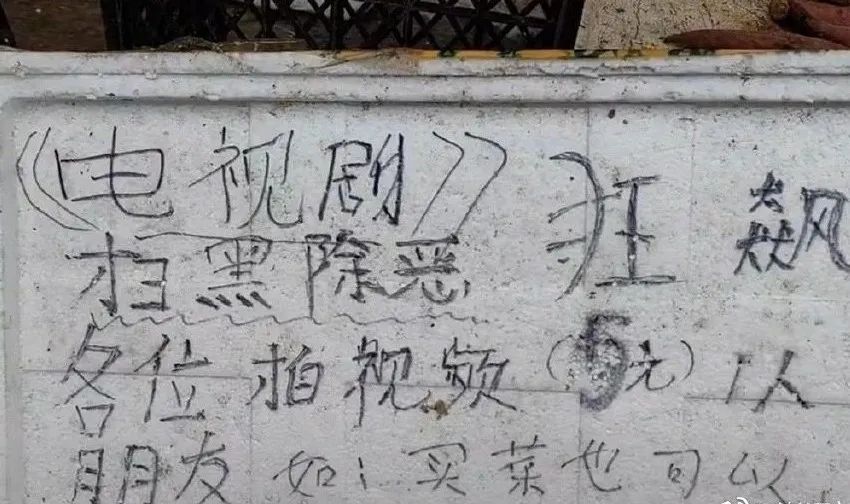 《电视剧》 狂 飙
扫黑除恶
各位拍视频(5元)1人
朋友如:买菜也可以